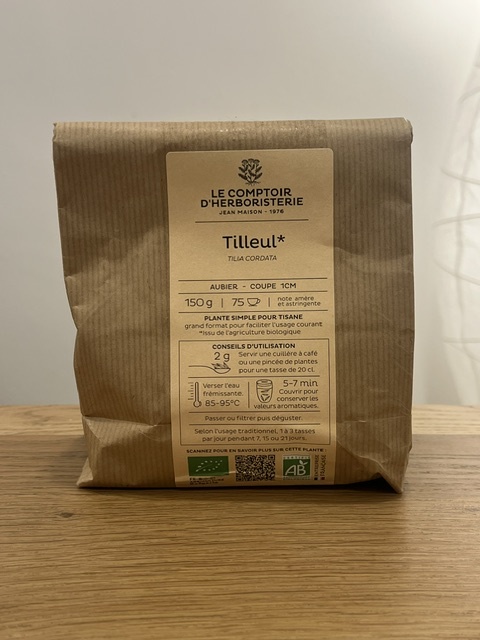 LE COMPTOIR
D'HERBORISTERIE
JEAN MAISON - 1976
Tilleul*
TILIA CORDATA
AUBIER - COUPE 1CM
150 g | 75 | note amère
et astringente
PLANTE SIMPLE POUR TISANE
grand format pour faciliter l'usage courant
*Issu de l'agriculture biologique
CONSEILS D'UTILISATION
2 g
Servir une cuillère à café
ou une pincée de plantes
pour une tasse de 20 cl.
Verser l'eau
frémissante.
85-95°C
5-7 min
Couvrir pour
conserver les
valeurs aromatiques.
Passer ou filtrer puis déguster.
Selon l'usage traditionnel, 1 à 3 tasses
par jour pendant 7, 15 ou 21 jours.
SCANNEZ POUR EN SAVOIR PLUS SUR CETTE PLANTE :
AB